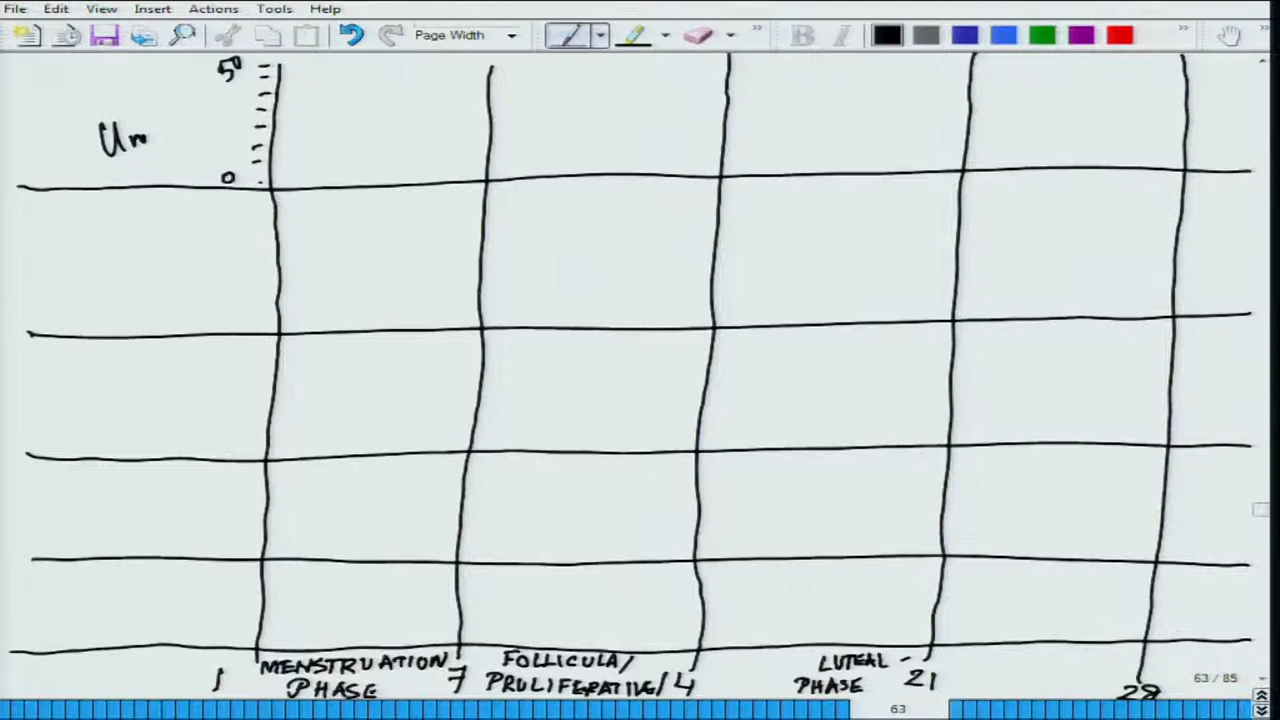 File Edit View Insert Actions Tools Help
Page Width
B I
50
Um
0
MENSTRUATION FOLLICULA/ LUTEAL -
1 PHASE 7 PROLIFERATIVE/14 PHASE 21 28
63 / 85
63